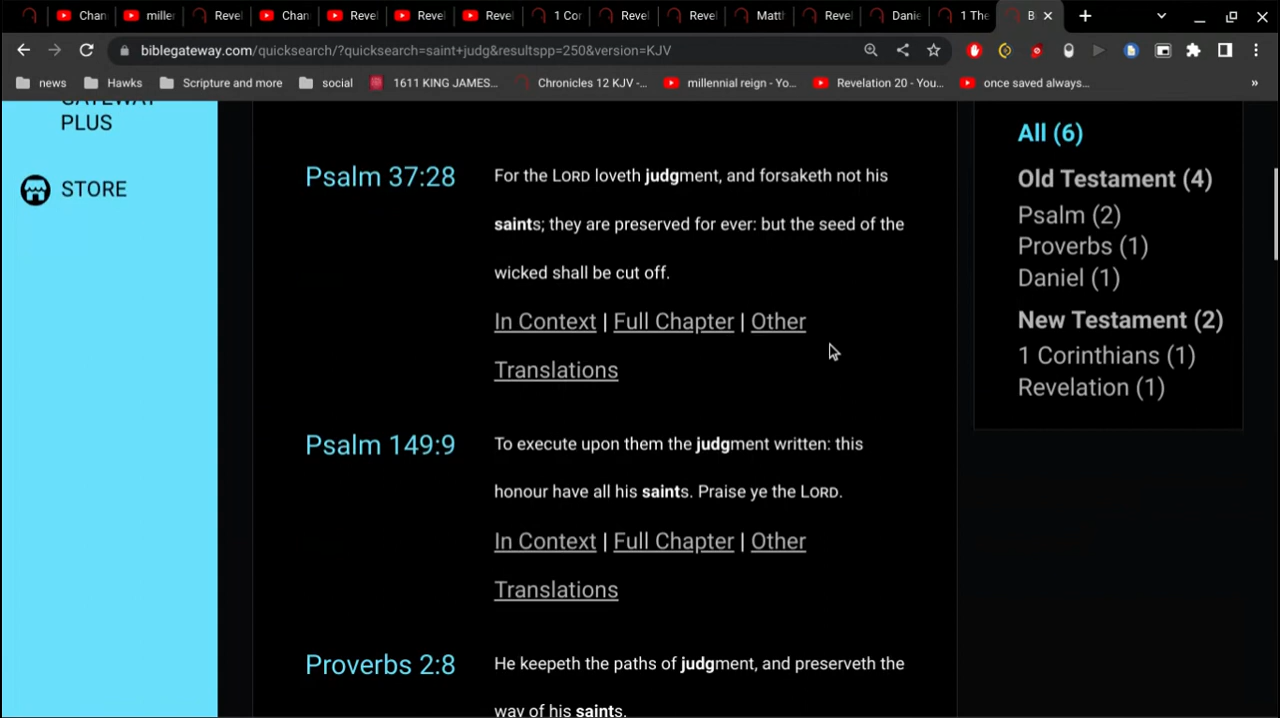 Chan
miller
Revel
Chan
Revel
Revel
Revel
1 Cor
Revel
Revel
Matt
Revel
Danie
1 The
B
biblegateway.com/quicksearch/?quicksearch=saint+judg&resultspp=250&version=KJV
news
Hawks
Scripture and more
social
1611 KING JAMES...
Chronicles 12 KJV -...
millennial reign - Yo...
Revelation 20 - You...
once saved always...
»
GATEWAY
PLUS
STORE
Psalm 37:28
For the LORD loveth judgment, and forsaketh not his
saints; they are preserved for ever: but the seed of the
wicked shall be cut off.
In Context | Full Chapter | Other
Translations
Psalm 149:9
To execute upon them the judgment written: this
honour have all his saints. Praise ye the LORD.
In Context | Full Chapter | Other
Translations
Proverbs 2:8
He keepeth the paths of judgment, and preserveth the
way of his saints.
All (6)
Old Testament (4)
Psalm (2)
Proverbs (1)
Daniel (1)
New Testament (2)
1 Corinthians (1)
Revelation (1)